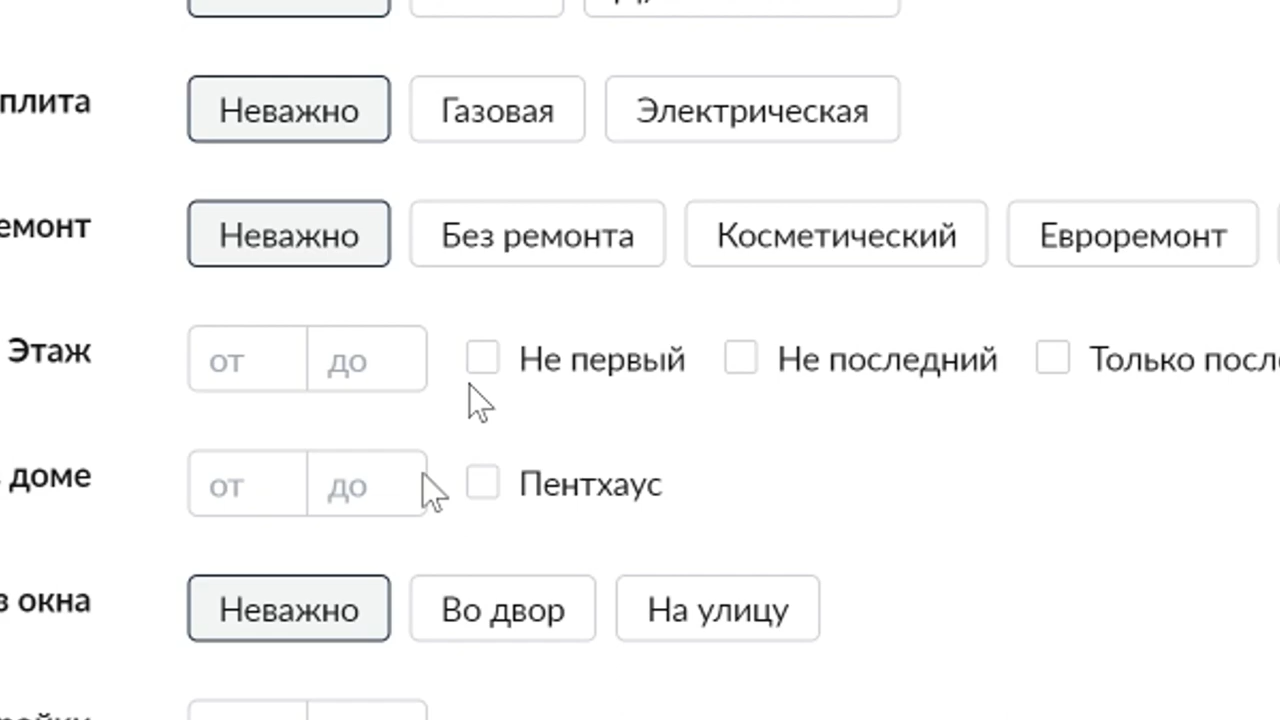 плита Неважно Газовая Электрическая
емонт Неважно Без ремонта Косметический Евроремонт
Этаж от до Не первый Не последний Только
доме от до Пентхаус
з окна Неважно Во двор На улицу